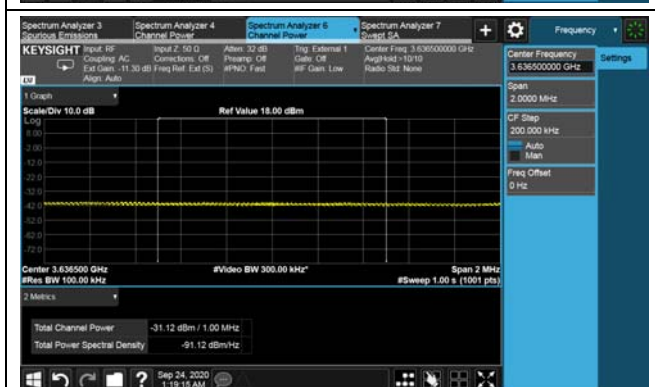 Spectrum Analyzer 3
Spurious Emissions
Spectrum Analyzer 4
Channel Power
Spectrum Analyzer 6
Channel Power
Spectrum Analyzer 7
Swept SA
+
Frequency
KEYSIGHT
Input: RF
Coupling: AC
Ext Gain: -11.30 dB
Align: Auto
Input Z: 50 Ω
Corrections: Off
Freq Ref: Ext (S)
Atten: 32 dB
Preamp: Off
#PNO: Fast
Trig: External 1
Gate: Off
#IF Gain: Low
Center Freq: 3.636500000 GHz
Avg|Hold:>10/10
Radio Std: None
LXI
1 Graph
Scale/Div 10.0 dB
Ref Value 18.00 dBm
Log
8.00
-2.00
-12.0
-22.0
-32.0
-42.0
-52.0
-62.0
-72.0
Center 3.636500 GHz
#Video BW 300.00 kHz*
Span 2 MHz
#Res BW 100.00 kHz
#Sweep 1.00 s (1001 pts)
2 Metrics
Total Channel Power -31.12 dBm / 1.00 MHz
Total Power Spectral Density -91.12 dBm/Hz
Center Frequency
3.636500000 GHz
Settings
Span
2.0000 MHz
CF Step
200.000 kHz
Auto
Man
Freq Offset
0 Hz
?
Sep 24, 2020
1:19:15 AM